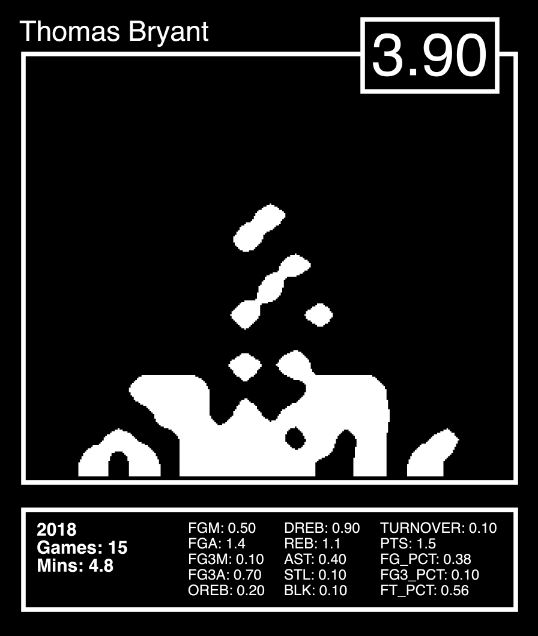 Thomas Bryant
3.90
2018
Games: 15
Mins: 4.8
FGM: 0.50
FGA: 1.4
FG3M: 0.10
FG3A: 0.70
OREB: 0.20
DREB: 0.90
REB: 1.1
AST: 0.40
STL: 0.10
BLK: 0.10
TURNOVER: 0.10
PTS: 1.5
FG_PCT: 0.38
FG3_PCT: 0.10
FT_PCT: 0.56